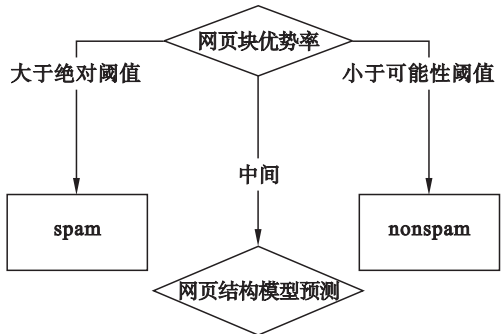 网页块优势率
大于绝对阈值
小于可能性阈值
中间
spam
nonspam
网页结构模型预测